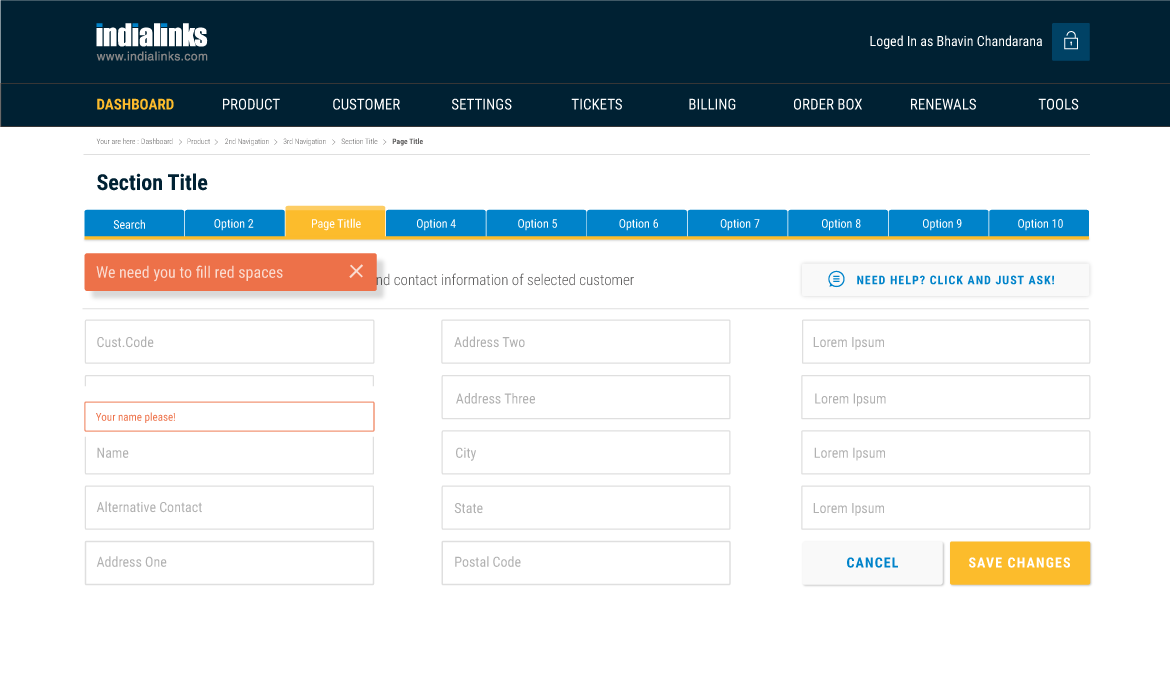 indialinks
www.indialinks.com
Loged In as Bhavin Chandarana
DASHBOARD PRODUCT CUSTOMER SETTINGS TICKETS BILLING ORDER BOX RENEWALS TOOLS
Your are here : Dashboard > Product > 2nd Navigation > 3rd Navigation > Section Title > Page Title
Section Title
Search Option 2 Page Titlle Option 4 Option 5 Option 6 Option 7 Option 8 Option 9 Option 10
We need you to fill red spaces
contact information of selected customer
NEED HELP? CLICK AND JUST ASK!
Cust.Code Address Two Lorem Ipsum
Address Three Lorem Ipsum
Your name please!
Name City Lorem Ipsum
Alternative Contact State Lorem Ipsum
Address One Postal Code CANCEL SAVE CHANGES